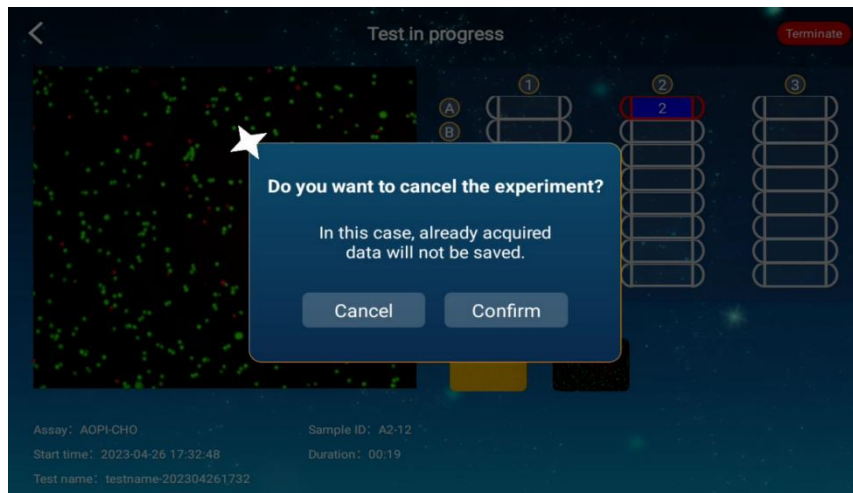 Test in progress
Terminate
1 2 3
A
2
B
Do you want to cancel the experiment?
In this case, already acquired
data will not be saved.
Cancel Confirm
Assay: AOPI-CHO Sample ID: A2-12
Start time: 2023-04-26 17:32:48 Duration: 00:19
Test name: testname-202304261732